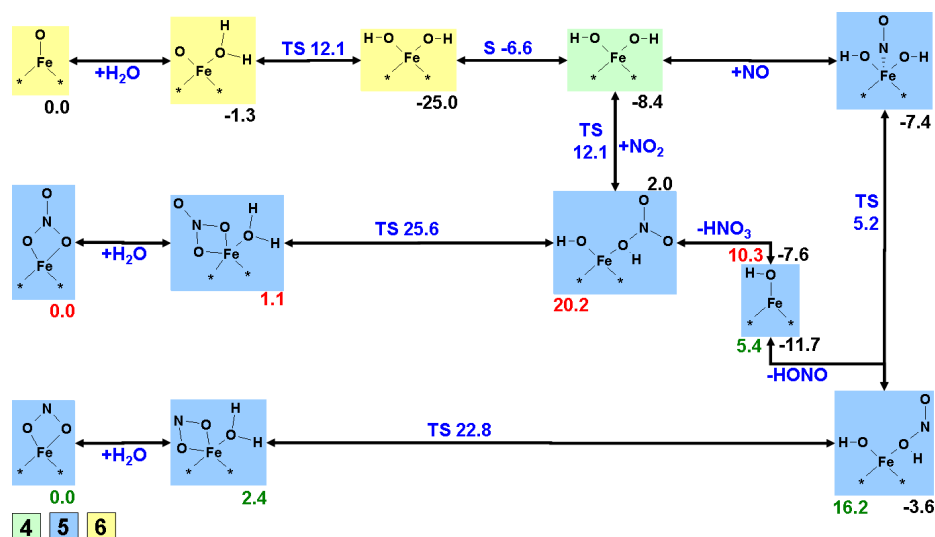 O
Fe
* *
0.0
+H₂O
H
O
O
H
Fe
* *
-1.3
TS 12.1
H-O O-H
Fe
* *
-25.0
S -6.6
H-O O-H
Fe
* *
-8.4
+NO
O
N
H-O O-H
Fe
* *
-7.4
TS
12.1
+NO₂
TS
5.2
O
N
O O
Fe
* *
0.0
+H₂O
O
N O
H
O
O H
Fe
* *
1.1
TS 25.6
2.0
O
N
H-O
O
O
Fe H
* *
20.2
-HNO₃
10.3 -7.6
H-O
Fe
* *
5.4 -11.7
-HONO
N
O O
Fe
* *
0.0
+H₂O
H
N O
O H
O
Fe
* *
2.4
TS 22.8
O
N
H-O
O
Fe H
* *
16.2 -3.6
4 5 6